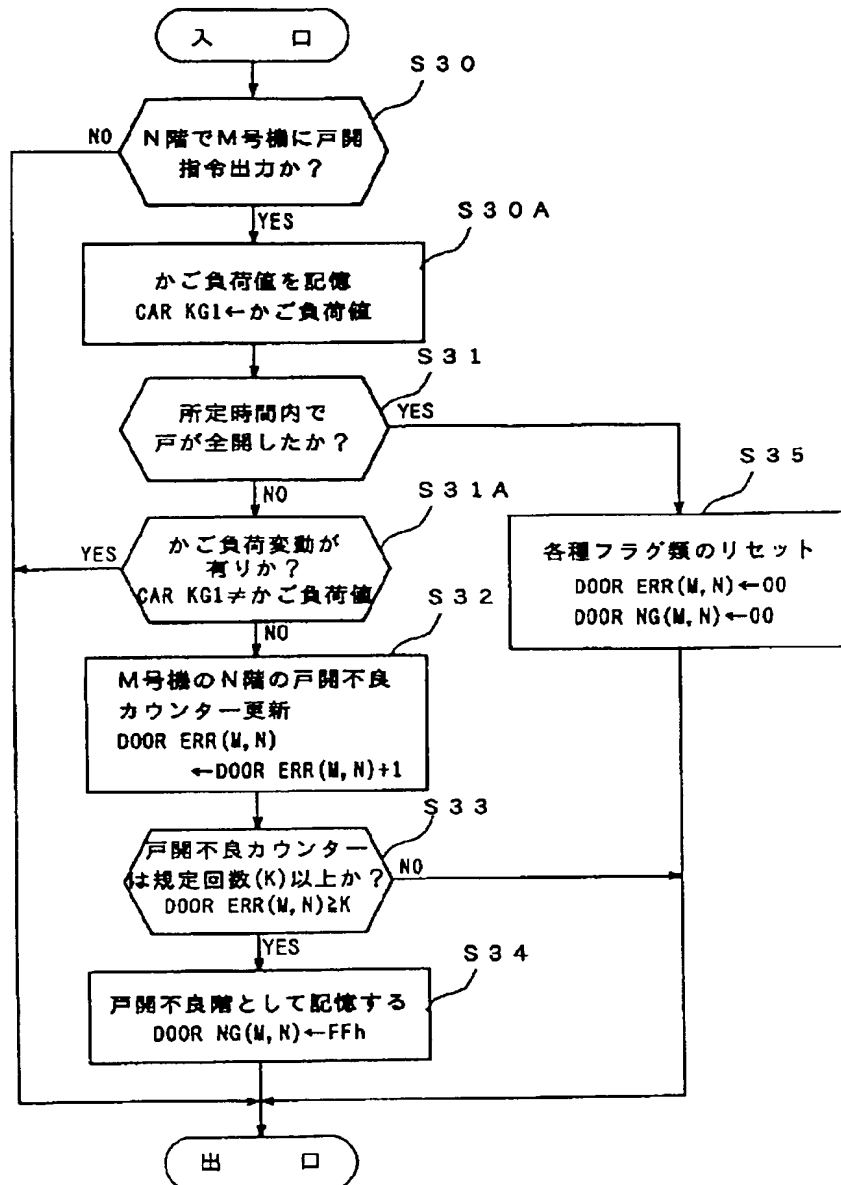 入 口
S30
N階でM号機に戸開
指令出力か?
NO
YES
S30A
かご負荷値を記憶
CAR KG1←かご負荷値
S31
所定時間内で
戸が全開したか?
YES
NO
S35
各種フラグ類のリセット
DOOR ERR(M,N)←00
DOOR NG(M,N)←00
S31A
かご負荷変動が
有りか?
CAR KG1≠かご負荷値
YES
NO
S32
M号機のN階の戸開不良
カウンター更新
DOOR ERR(M,N)
←DOOR ERR(M,N)+1
S33
戸開不良カウンター
は規定回数(K)以上か?
DOOR ERR(M,N)≧K
NO
YES
S34
戸開不良階として記憶する
DOOR NG(M,N)←FFh
出 口